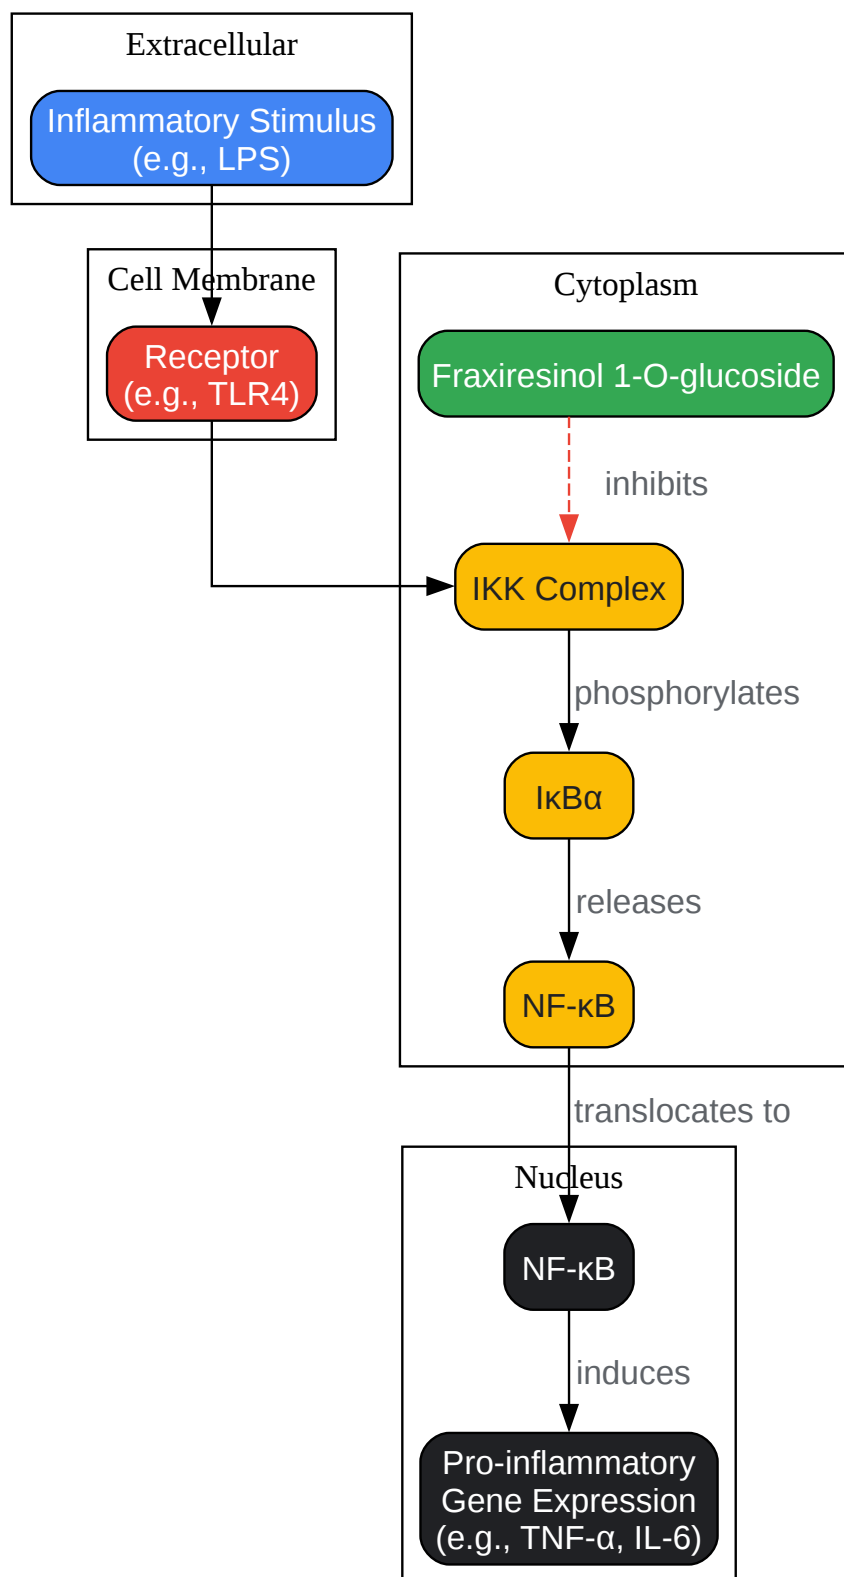 Extracellular
Inflammatory Stimulus
(e.g., LPS)
Cell Membrane
Receptor
(e.g., TLR4)
Cytoplasm
Fraxiresinol 1-O-glucoside
inhibits
IKK Complex
phosphorylates
IκBα
releases
NF-κB
translocates to
Nucleus
NF-κB
induces
Pro-inflammatory
Gene Expression
(e.g., TNF-α, IL-6)